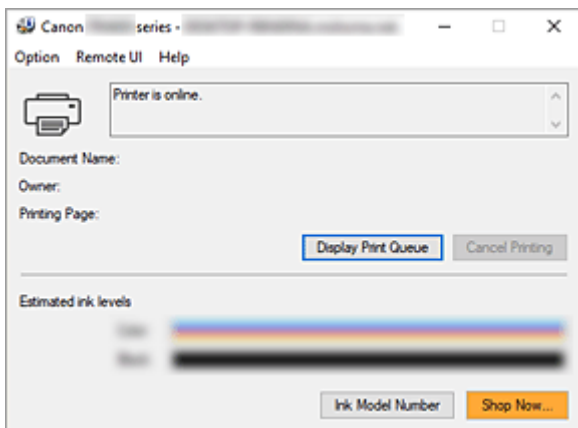 Canon series -
Option Remote UI Help
Printer is online.
Document Name:
Owner:
Printing Page:
Display Print Queue Cancel Printing
Estimated ink levels
Ink Model Number Shop Now...